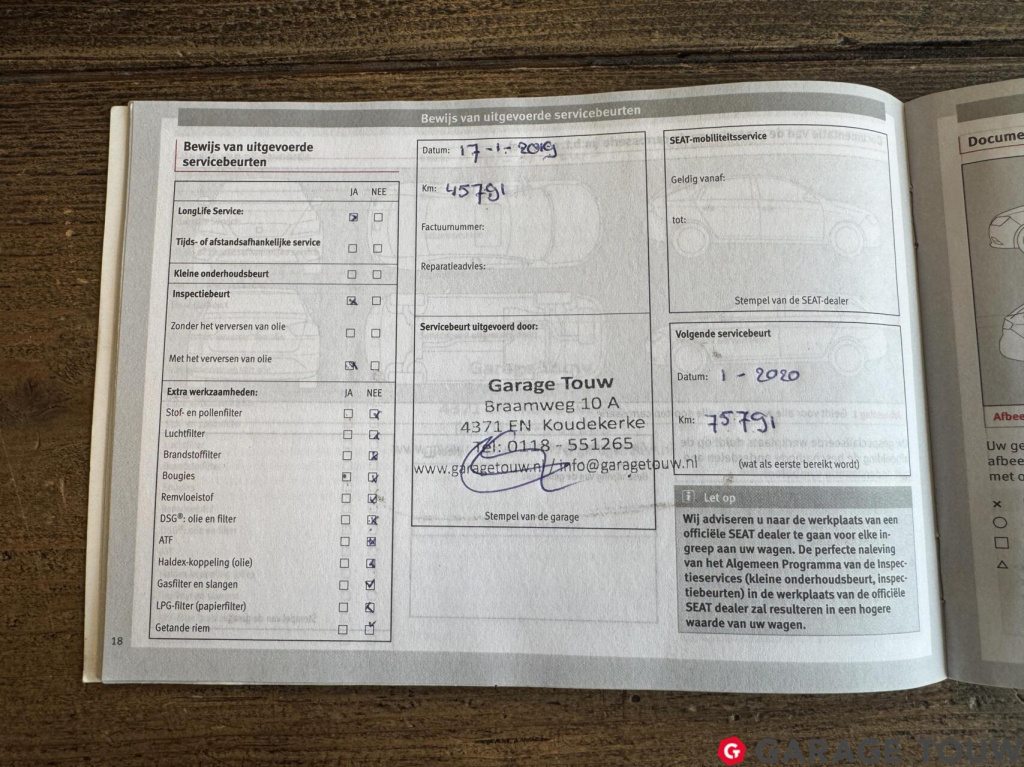 Bewijs van uitgevoerde servicebeurten
Bewijs van uitgevoerde
servicebeurten
JA NEE
LongLife Service:
Tijds- of afstandsafhankelijke service
Kleine onderhoudsbeurt
Inspectiebeurt
Zonder het verversen van olie
Met het verversen van olie
Extra werkzaamheden: JA NEE
Stof- en pollenfilter
Luchtfilter
Brandstoffilter
Bougies
Remvloeistof
DSG®: olie en filter
ATF
Haldex-koppeling (olie)
Gasfilter en slangen
LPG-filter (papierfilter)
Getande riem
18
Datum: 17-1-2019
Km: 45791
Factuurnummer:
Reparatieadvies:
Servicebeurt uitgevoerd door:
Garage Touw
Braamweg 10 A
4371 EN Koudekerke
Tel: 0118 - 551265
www.garagetouw.nl / info@garagetouw.nl
Stempel van de garage
SEAT-mobiliteitsservice
Geldig vanaf:
tot:
Stempel van de SEAT-dealer
Volgende servicebeurt
Datum: 1 - 2020
Km: 75791
(wat als eerste bereikt wordt)
Let op
Wij adviseren u naar de werkplaats van een
officiële SEAT dealer te gaan voor elke in-
greep aan uw wagen. De perfecte naleving
van het Algemeen Programma van de Inspec-
tieservices (kleine onderhoudsbeurt, inspec-
tiebeurten) in de werkplaats van de officiële
SEAT dealer zal resulteren in een hogere
waarde van uw wagen.
Docume
Afbee
Uw ge
afbee
met o
GARAGE TOUW